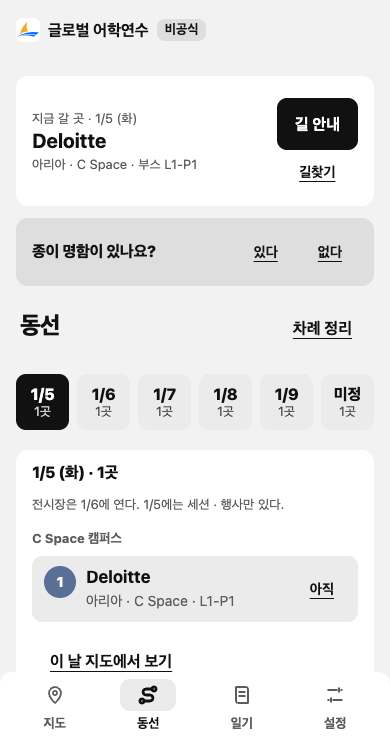 글로벌 어학연수 비공식
지금 갈 곳 · 1/5 (화)
Deloitte
아리아 · C Space · 부스 L1-P1
길 안내
길찾기
종이 명함이 있나요? 있다 없다
동선 차례 정리
1/5 1/6 1/7 1/8 1/9 미정
1곳 1곳 1곳 1곳 1곳 1곳
1/5 (화) · 1곳
전시장은 1/6에 연다. 1/5에는 세션 · 행사만 있다.
C Space 캠퍼스
1 Deloitte 아직
아리아 · C Space · L1-P1
이 날 지도에서 보기
지도 동선 일기 설정